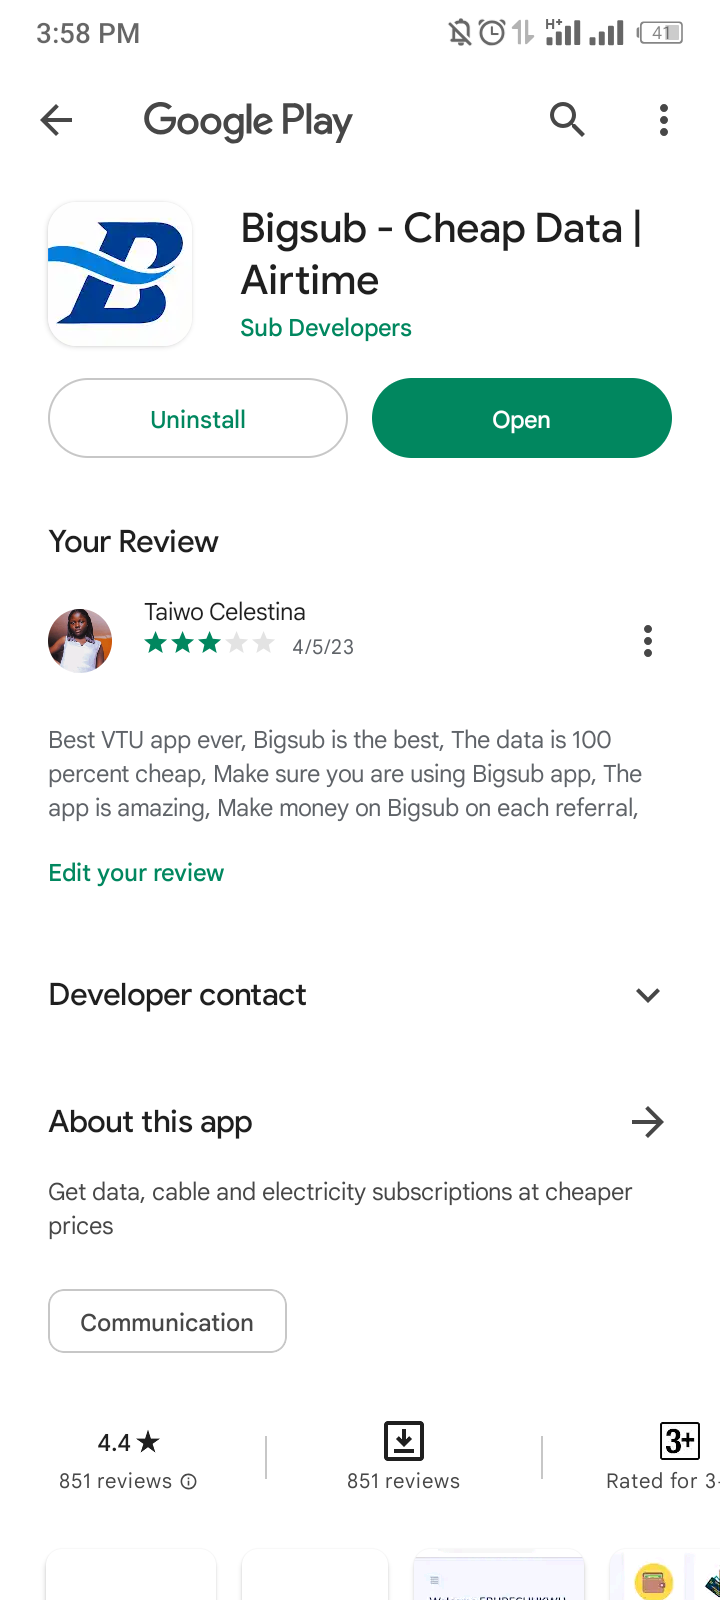 3:58 PM
H+
41
Google Play
Bigsub - Cheap Data |
Airtime
Sub Developers
Uninstall
Open
Your Review
Taiwo Celestina
4/5/23
Best VTU app ever, Bigsub is the best, The data is 100
percent cheap, Make sure you are using Bigsub app, The
app is amazing, Make money on Bigsub on each referral,
Edit your review
Developer contact
About this app
Get data, cable and electricity subscriptions at cheaper
prices
Communication
4.4 ★
851 reviews
851 reviews
3+
Rated for 3